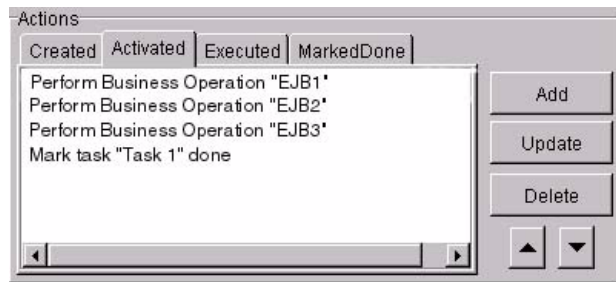 Actions
Created Activated Executed MarkedDone
Perform Business Operation "EJB1"
Perform Business Operation "EJB2"
Perform Business Operation "EJB3"
Mark task "Task 1" done
Add
Update
Delete